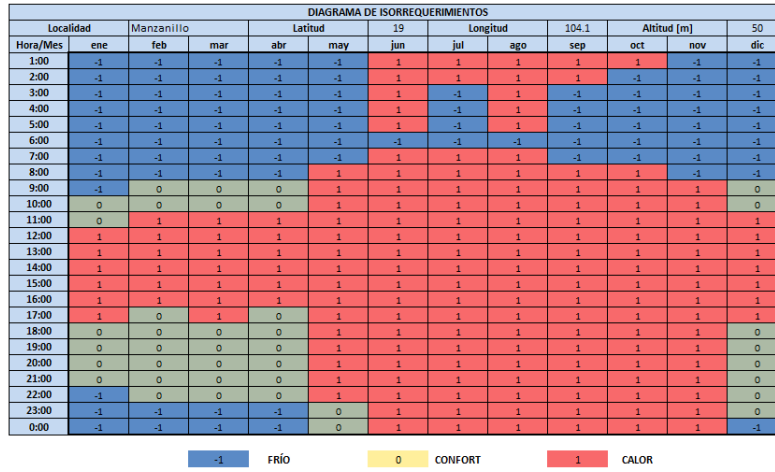 DIAGRAMA DE ISORREQUERIMIENTOS
Localidad Manzanillo Latitud 19 Longitud 104.1 Altitud [m] 50
Hora/Mes ene feb mar abr may jun jul ago sep oct nov dic
1:00 -1 -1 -1 -1 -1 1 1 1 1 1 -1 -1
2:00 -1 -1 -1 -1 -1 1 1 1 1 -1 -1 -1
3:00 -1 -1 -1 -1 -1 1 -1 1 -1 -1 -1 -1
4:00 -1 -1 -1 -1 -1 1 -1 1 -1 -1 -1 -1
5:00 -1 -1 -1 -1 -1 1 -1 1 -1 -1 -1 -1
6:00 -1 -1 -1 -1 -1 -1 -1 -1 -1 -1 -1 -1
7:00 -1 -1 -1 -1 -1 1 1 1 -1 -1 -1 -1
8:00 -1 -1 -1 -1 1 1 1 1 1 1 -1 -1
9:00 -1 0 0 0 1 1 1 1 1 1 1 0
10:00 0 0 0 0 1 1 1 1 1 1 1 0
11:00 0 1 1 1 1 1 1 1 1 1 1 1
12:00 1 1 1 1 1 1 1 1 1 1 1 1
13:00 1 1 1 1 1 1 1 1 1 1 1 1
14:00 1 1 1 1 1 1 1 1 1 1 1 1
15:00 1 1 1 1 1 1 1 1 1 1 1 1
16:00 1 1 1 1 1 1 1 1 1 1 1 1
17:00 1 0 1 0 1 1 1 1 1 1 1 1
18:00 0 0 0 0 1 1 1 1 1 1 1 0
19:00 0 0 0 0 1 1 1 1 1 1 1 0
20:00 0 0 0 0 1 1 1 1 1 1 1 0
21:00 0 0 0 0 1 1 1 1 1 1 1 0
22:00 -1 0 0 0 1 1 1 1 1 1 1 0
23:00 -1 -1 -1 -1 0 1 1 1 1 1 1 0
0:00 -1 -1 -1 -1 0 1 1 1 1 1 1 -1
-1 FRÍO 0 CONFORT 1 CALOR